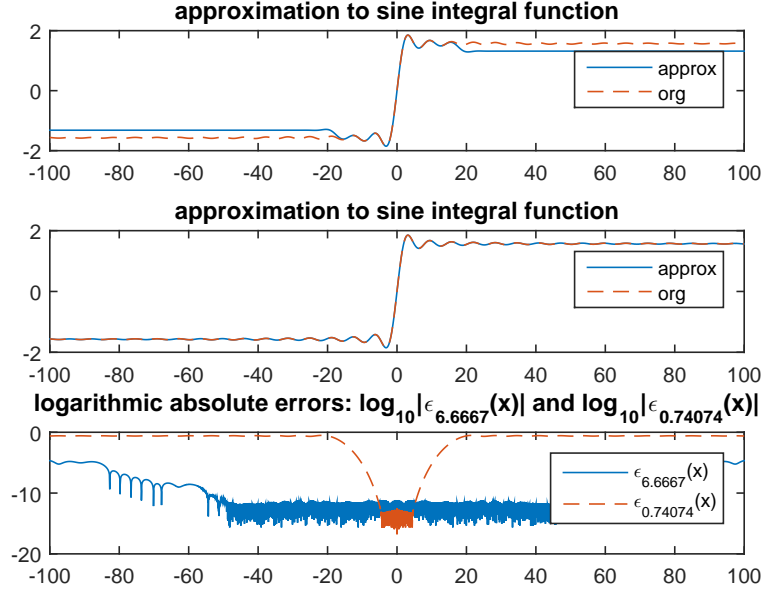 approximation to sine integral function
2
0
-2
approx
org
-100 -80 -60 -40 -20 0 20 40 60 80 100
approximation to sine integral function
2
0
-2
approx
org
-100 -80 -60 -40 -20 0 20 40 60 80 100
logarithmic absolute errors: log₁₀|ϵ₆.₆₆₆₇(x)| and log₁₀|ϵ₀.₇₄₀₇₄(x)|
0
-10
-20
ϵ₆.₆₆₆₇(x)
ϵ₀.₇₄₀₇₄(x)
-100 -80 -60 -40 -20 0 20 40 60 80 100